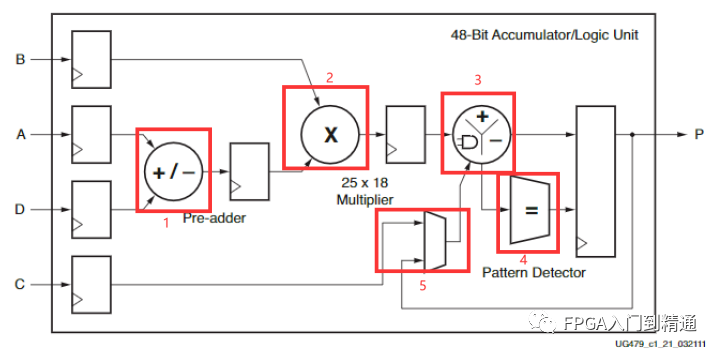 48-Bit Accumulator/Logic Unit
B
2
3
A
X
+
−
P
+ / −
25 x 18
Multiplier
D
1
Pre-adder
=
4
Pattern Detector
C
5
FPGA入门到精通
UG479_c1_21_032111